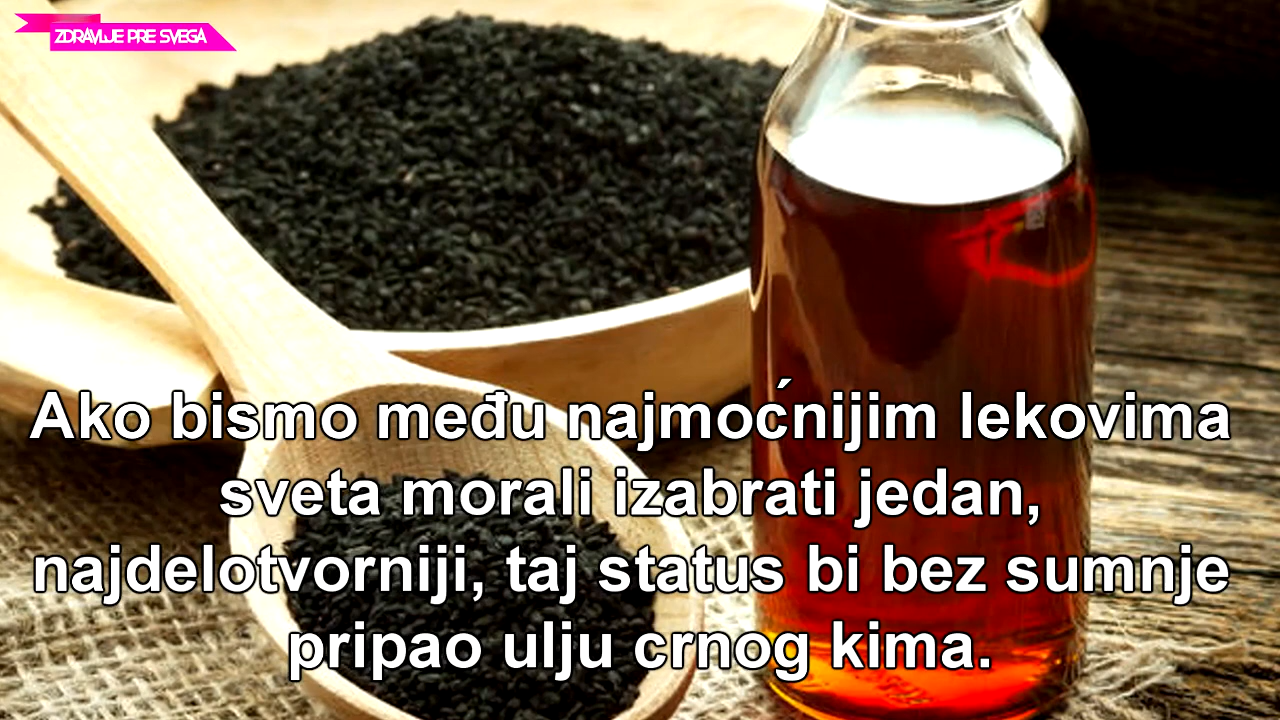 ZDRAVLJE PRE SVEGA
Ako bismo među najmoćnijim lekovima
sveta morali izabrati jedan,
najdelotvorniji, taj status bi bez sumnje
pripao ulju crnog kima.